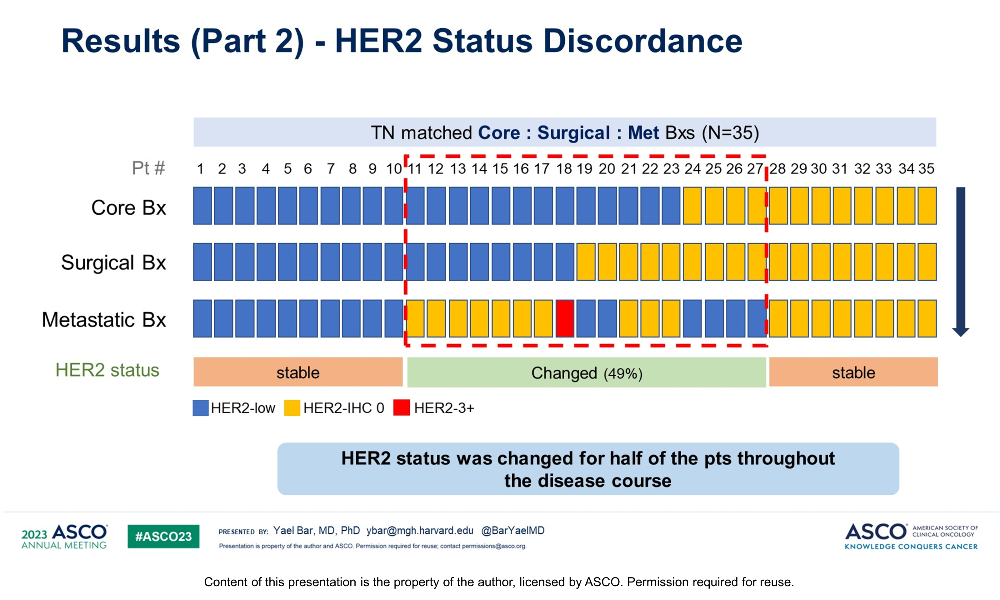 Results (Part 2) - HER2 Status Discordance
TN matched Core : Surgical : Met Bxs (N=35)
Pt # 1 2 3 4 5 6 7 8 9 10 11 12 13 14 15 16 17 18 19 20 21 22 23 24 25 26 27 28 29 30 31 32 33 34 35
Core Bx
Surgical Bx
Metastatic Bx
HER2 status stable Changed (49%) stable
HER2-low HER2-IHC 0 HER2-3+
HER2 status was changed for half of the pts throughout
the disease course
2023 ASCO®
ANNUAL MEETING
#ASCO23
PRESENTED BY: Yael Bar, MD, PhD ybar@mgh.harvard.edu @BarYaelMD
Presentation is property of the author and ASCO. Permission required for reuse; contact permissions@asco.org.
ASCO® AMERICAN SOCIETY OF
CLINICAL ONCOLOGY
KNOWLEDGE CONQUERS CANCER
Content of this presentation is the property of the author, licensed by ASCO. Permission required for reuse.